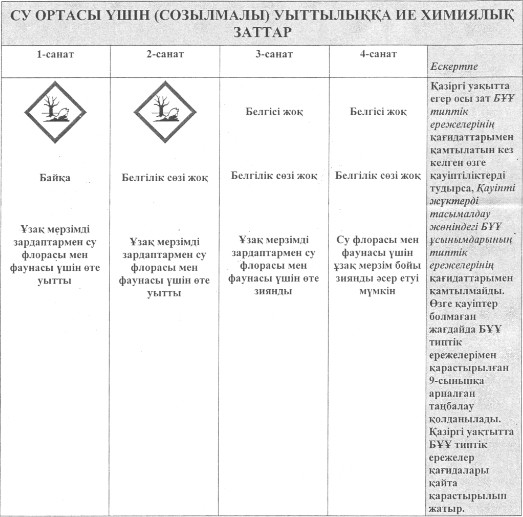 СУ ОРТАСЫ ҮШІН (СОЗЫЛМАЛЫ) УЫТТЫЛЫҚҚА ИЕ ХИМИЯЛЫҚ
ЗАТТАР
1-санат
2-санат
3-санат
4-санат
Ескертпе
Белгісі жоқ
Белгісі жоқ
Байқа
Белгілік сөзі жоқ
Белгілік сөзі жоқ
Белгілік сөзі жоқ
Ұзақ мерзімді
зардаптармен су
флорасы мен
фаунасы үшін өте
уытты
Ұзақ мерзімді
зардаптармен су
флорасы мен
фаунасы үшін өте
уытты
Ұзақ мерзімді
зардаптармен су
флорасы мен
фаунасы үшін өте
зиянды
Су флорасы мен
фаунасы үшін
ұзақ мерзім бойы
зиянды әсер етуі
мүмкін
Қазіргі уақытта
егер осы зат БҰҰ
типтік
ережелерінің
қағидаттарымен
қамтылатын кез
келген өзге
қауіптіліктерді
тудырса, Қауіпті
жүктерді
тасымалдау
жөніндегі БҰҰ
ұсынымдарының
типтік
ережелерінің
қағидаттарымен
қамтылмайды.
Өзге қауіптер
болмаған
жағдайда БҰҰ
типтік
ережелерімен
қарастырылған
9-сыныпқа
арналған
таңбалау
қолданылады.
Қазіргі уақтытта
БҰҰ типтік
ережелер
қағидалары
қайта
қарастырылып
жатыр.